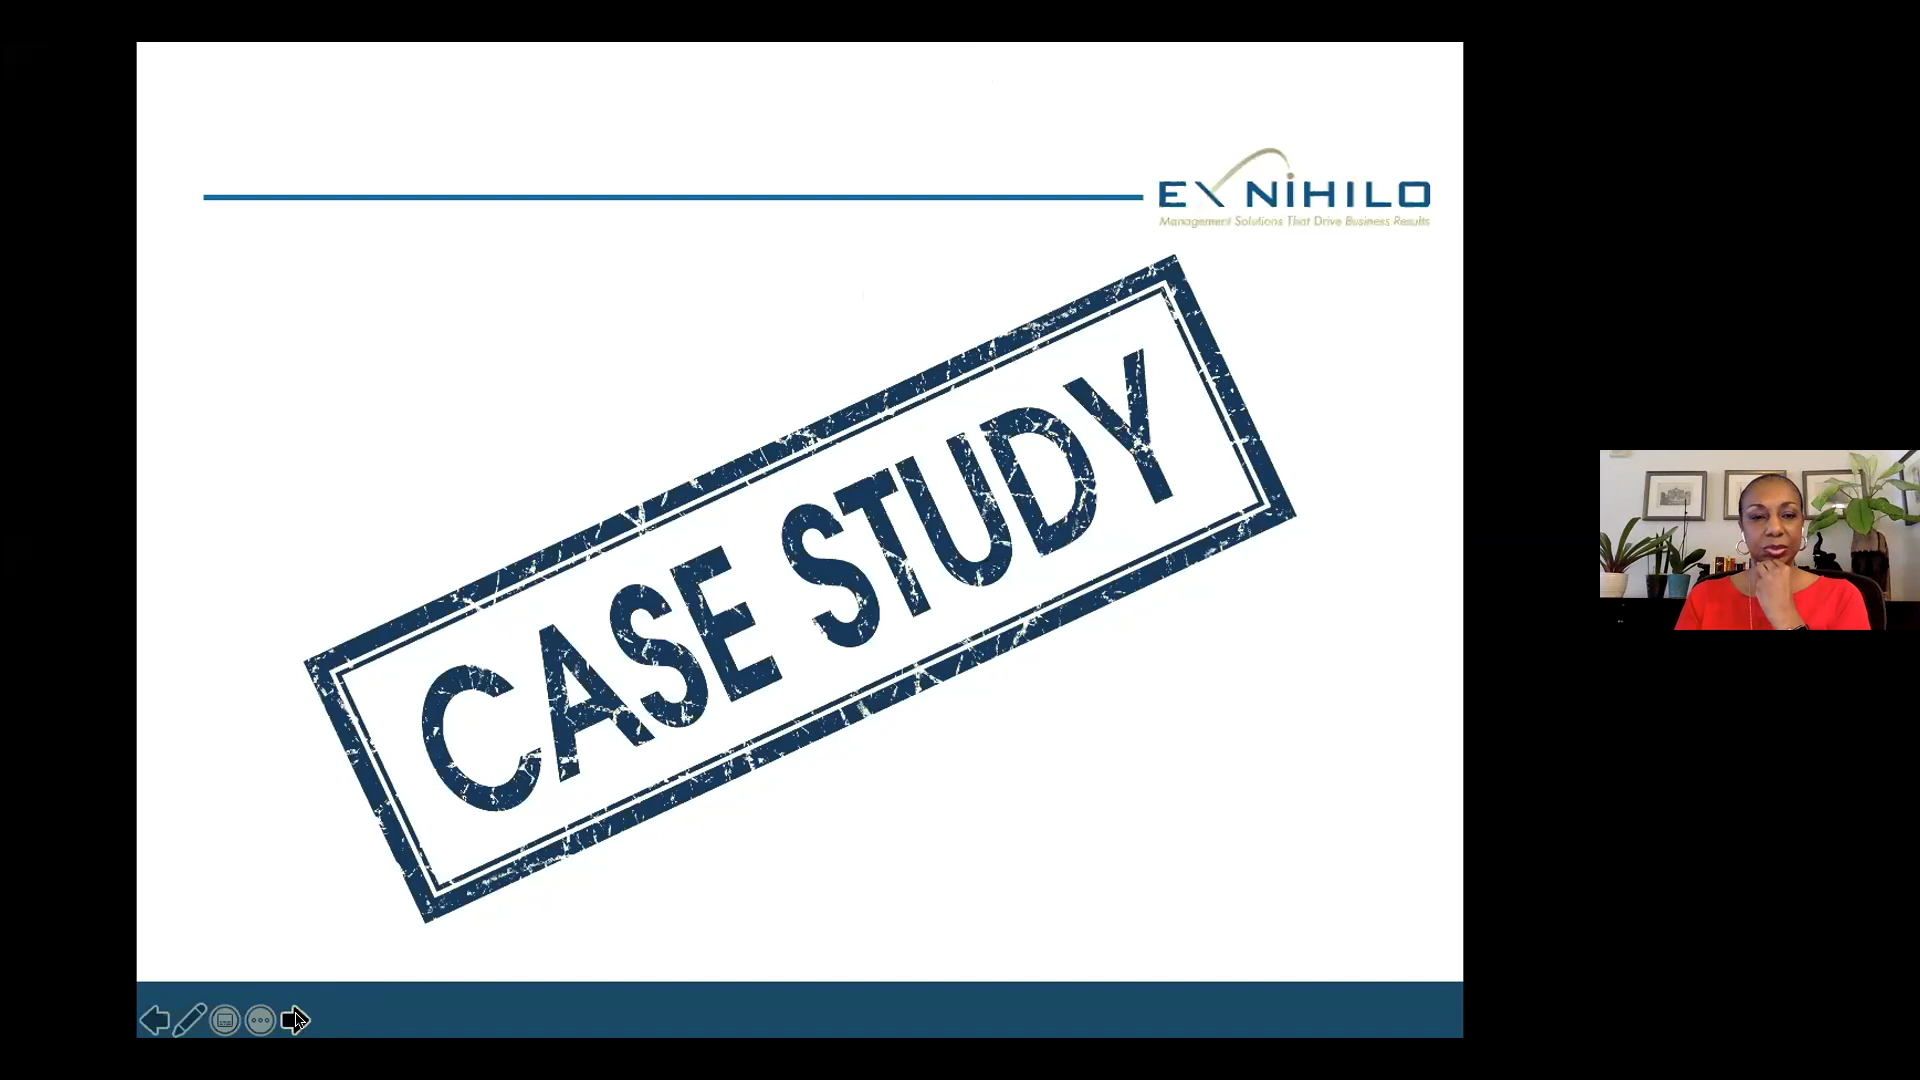 EX NIHILO
Management Solutions That Drive Business Results
CASE STUDY